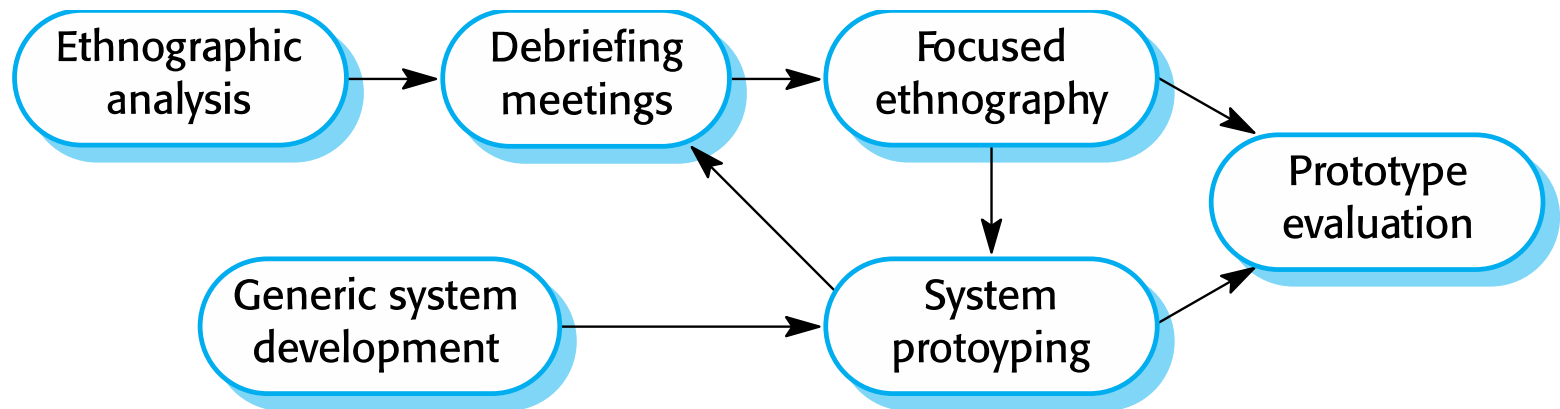 Ethnographic
analysis
Debriefing
meetings
Focused
ethnography
Prototype
evaluation
Generic system
development
System
protoyping